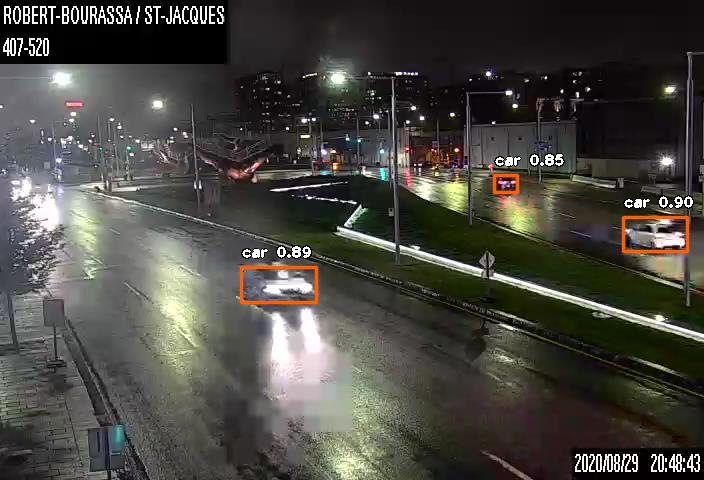 ROBERT-BOURASSA / ST-JACQUES
407-520
car 0.85
car 0.90
car 0.89
2020/08/29 20:48:43